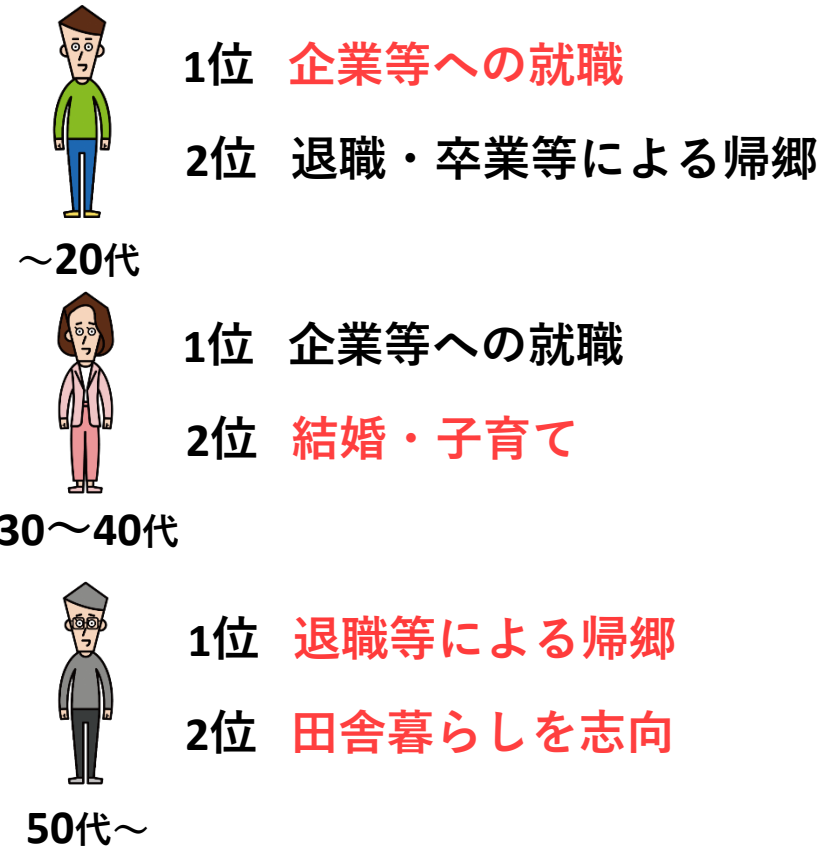 1位 企業等への就職
2位 退職・卒業等による帰郷
～20代
1位 企業等への就職
2位 結婚・子育て
30～40代
1位 退職等による帰郷
2位 田舎暮らしを志向
50代～